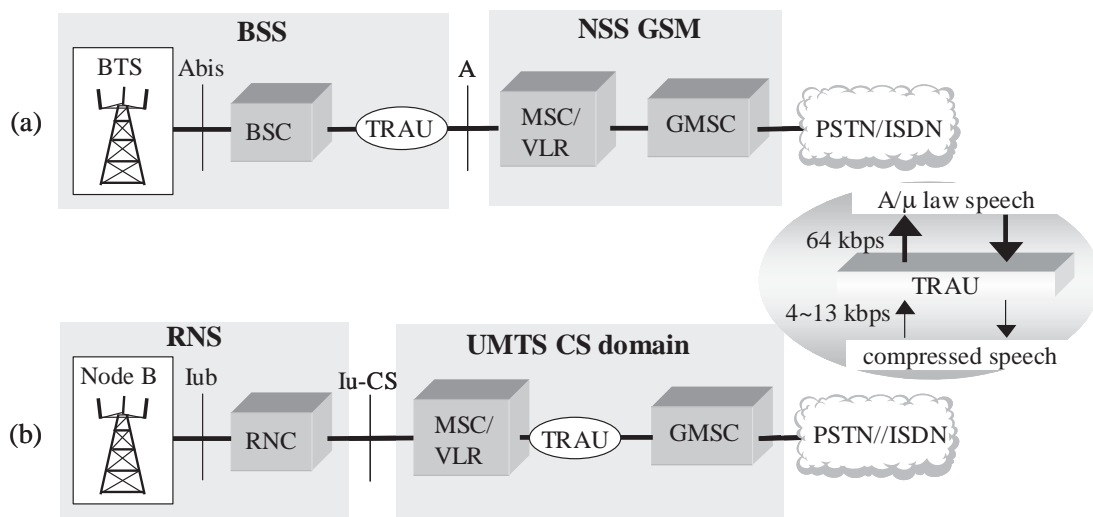 BSS
NSS GSM
(a)
BTS
Abis
BSC
TRAU
A
MSC/
VLR
GMSC
PSTN/ISDN
A/μ law speech
64 kbps
TRAU
4~13 kbps
compressed speech
RNS
UMTS CS domain
(b)
Node B
Iub
RNC
Iu-CS
MSC/
VLR
TRAU
GMSC
PSTN//ISDN